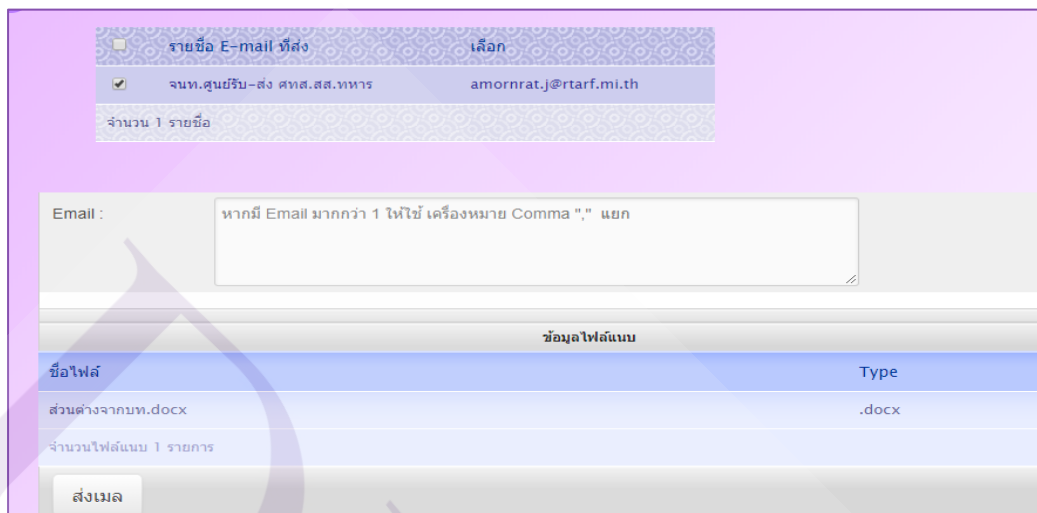 รายชื่อ E-mail ที่ส่ง เลือก
จนท.ศูนย์รับ-ส่ง ศทส.สส.ทหาร amornrat.j@rtarf.mi.th
จำนวน 1 รายชื่อ
Email : หากมี Email มากกว่า 1 ให้ใช้ เครื่องหมาย Comma "," แยก
ข้อมูลไฟล์แนบ
ชื่อไฟล์ Type
ส่วนต่างจากบท.docx .docx
จำนวนไฟล์แนบ 1 รายการ
ส่งเมล